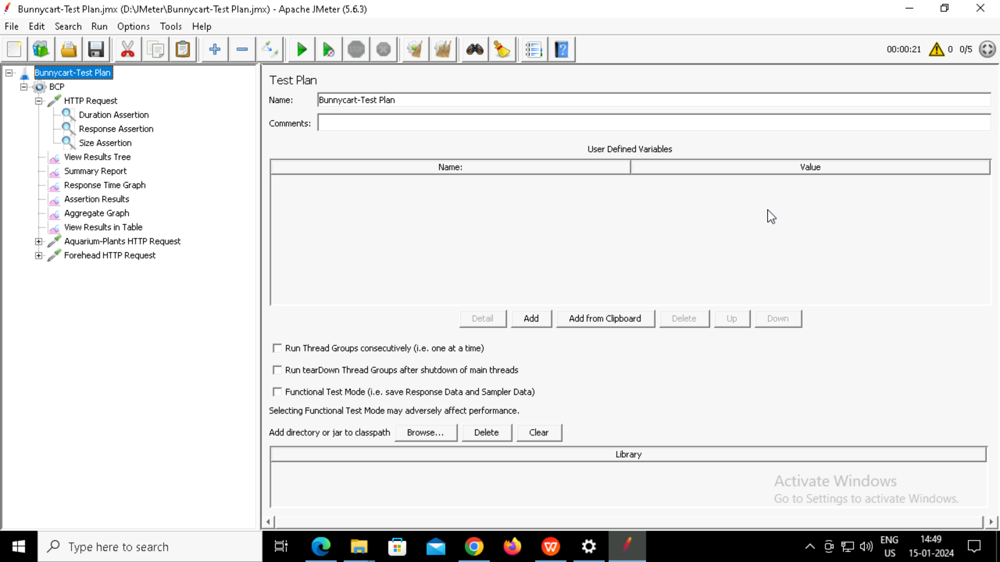 Bunnycart-Test Plan.jmx (D:\JMeter\Bunnycart-Test Plan.jmx) - Apache JMeter (5.6.3)
File Edit Search Run Options Tools Help
STOP
00:00:21 0 0/5
Bunnycart-Test Plan
BCP
HTTP Request
Duration Assertion
Response Assertion
Size Assertion
View Results Tree
Summary Report
Response Time Graph
Assertion Results
Aggregate Graph
View Results in Table
Aquarium-Plants HTTP Request
Forehead HTTP Request
Test Plan
Name: Bunnycart-Test Plan
Comments:
User Defined Variables
Name: Value
Detail Add Add from Clipboard Delete Up Down
Run Thread Groups consecutively (i.e. one at a time)
Run tearDown Thread Groups after shutdown of main threads
Functional Test Mode (i.e. save Response Data and Sampler Data)
Selecting Functional Test Mode may adversely affect performance.
Add directory or jar to classpath Browse... Delete Clear
Library
Activate Windows
Go to Settings to activate Windows.
Type here to search
ENG
US
14:49
15-01-2024